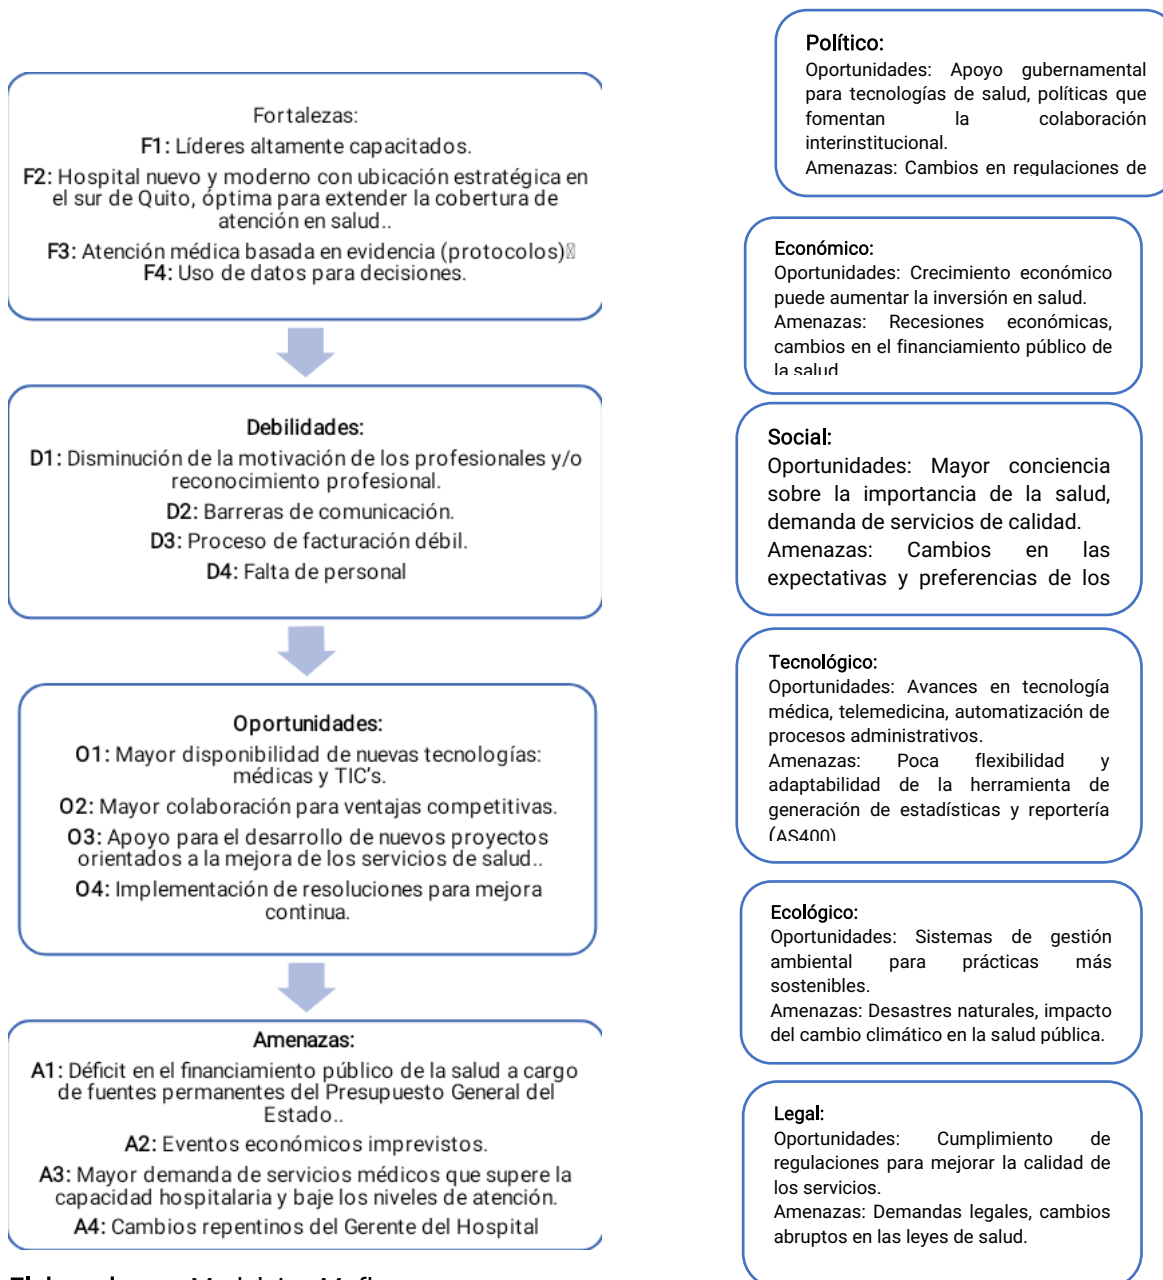 Fortalezas:
F1: Líderes altamente capacitados.
F2: Hospital nuevo y moderno con ubicación estratégica en
el sur de Quito, óptima para extender la cobertura de
atención en salud..
F3: Atención médica basada en evidencia (protocolos)
F4: Uso de datos para decisiones.
Debilidades:
D1: Disminución de la motivación de los profesionales y/o
reconocimiento profesional.
D2: Barreras de comunicación.
D3: Proceso de facturación débil.
D4: Falta de personal
Oportunidades:
O1: Mayor disponibilidad de nuevas tecnologías:
médicas y TIC's.
O2: Mayor colaboración para ventajas competitivas.
O3: Apoyo para el desarrollo de nuevos proyectos
orientados a la mejora de los servicios de salud..
O4: Implementación de resoluciones para mejora
continua.
Amenazas:
A1: Déficit en el financiamiento público de la salud a cargo
de fuentes permanentes del Presupuesto General del
Estado..
A2: Eventos económicos imprevistos.
A3: Mayor demanda de servicios médicos que supere la
capacidad hospitalaria y baje los niveles de atención.
A4: Cambios repentinos del Gerente del Hospital
Político:
Oportunidades: Apoyo gubernamental
para tecnologías de salud, políticas que
fomentan la colaboración
interinstitucional.
Amenazas: Cambios en regulaciones de
Económico:
Oportunidades: Crecimiento económico
puede aumentar la inversión en salud.
Amenazas: Recesiones económicas,
cambios en el financiamiento público de
la salud
Social:
Oportunidades: Mayor conciencia
sobre la importancia de la salud,
demanda de servicios de calidad.
Amenazas: Cambios en las
expectativas y preferencias de los
Tecnológico:
Oportunidades: Avances en tecnología
médica, telemedicina, automatización de
procesos administrativos.
Amenazas: Poca flexibilidad y
adaptabilidad de la herramienta de
generación de estadísticas y reportería
(AS400)
Ecológico:
Oportunidades: Sistemas de gestión
ambiental para prácticas más
sostenibles.
Amenazas: Desastres naturales, impacto
del cambio climático en la salud pública.
Legal:
Oportunidades: Cumplimiento de
regulaciones para mejorar la calidad de
los servicios.
Amenazas: Demandas legales, cambios
abruptos en las leyes de salud.